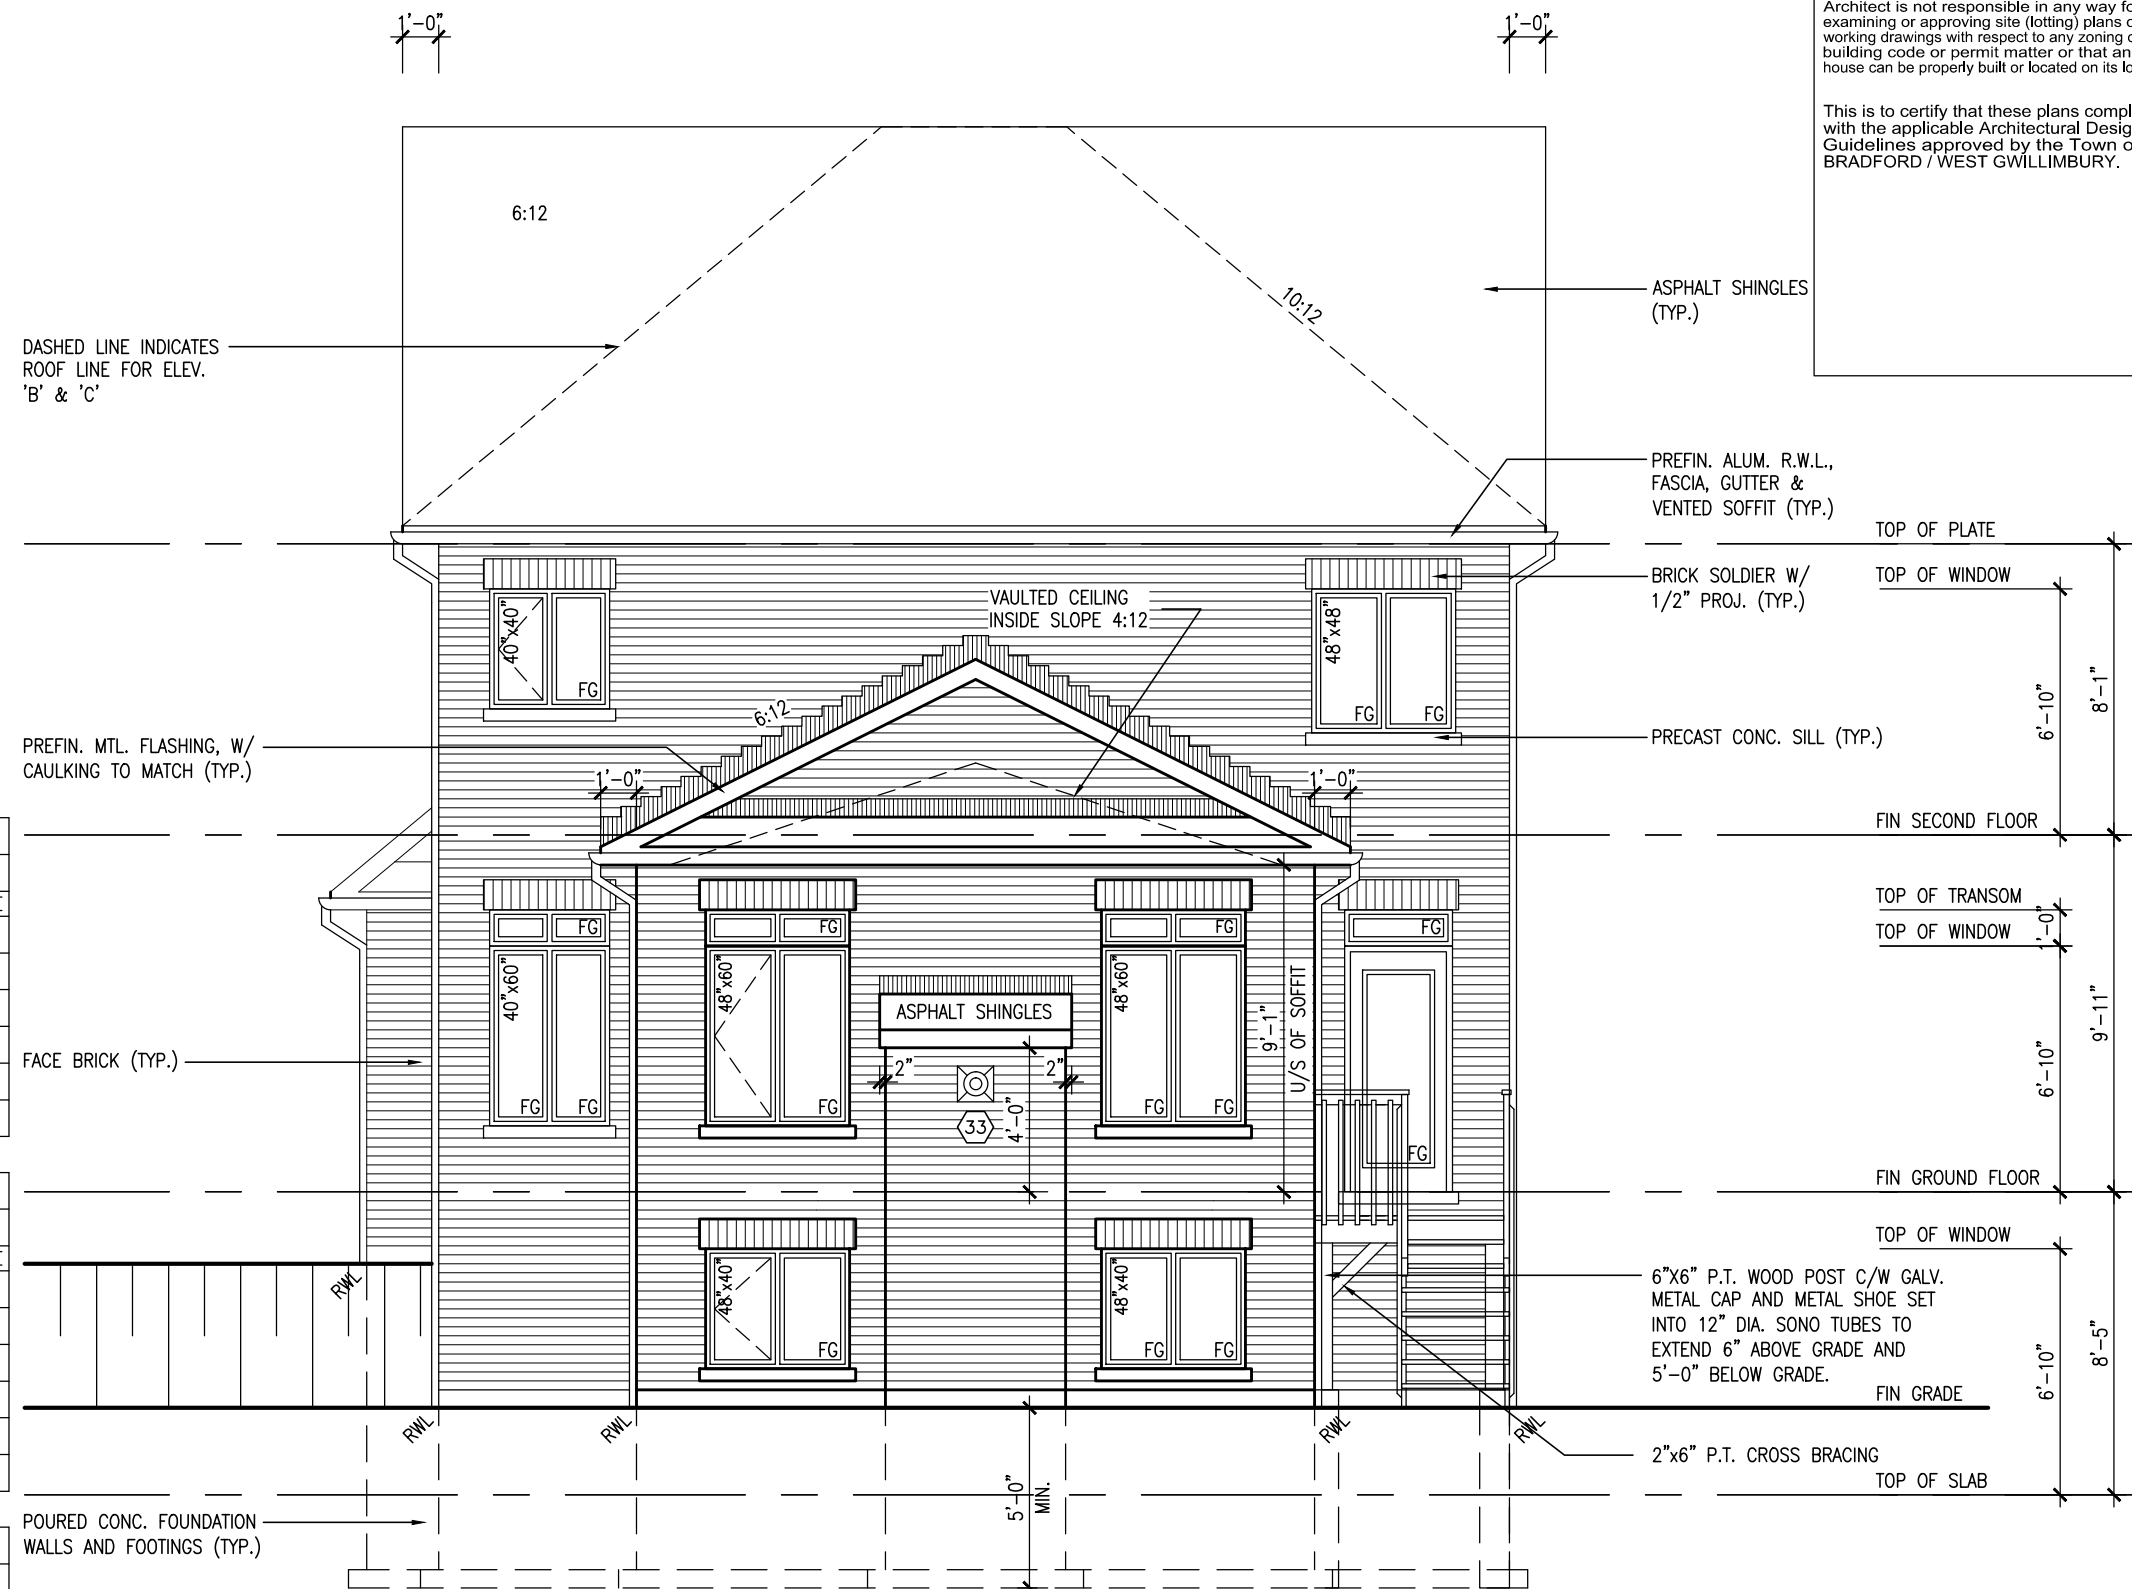 1'-0"
1'-0"
Architect is not responsible in any way fo
examining or approving site (lotting) plans o
working drawings with respect to any zoning o
building code or permit matter or that an
house can be properly built or located on its lo
This is to certify that these plans compl
with the applicable Architectural Desig
Guidelines approved by the Town o
BRADFORD / WEST GWILLIMBURY.
6:12
10:12
ASPHALT SHINGLES
(TYP.)
DASHED LINE INDICATES
ROOF LINE FOR ELEV.
'B' & 'C'
PREFIN. ALUM. R.W.L.,
FASCIA, GUTTER &
VENTED SOFFIT (TYP.)
TOP OF PLATE
BRICK SOLDIER W/
1/2" PROJ. (TYP.)
TOP OF WINDOW
VAULTED CEILING
INSIDE SLOPE 4:12
40"x40"
FG
48"x48"
FG
FG
6'-10"
8'-1"
6:12
PREFIN. MTL. FLASHING, W/
CAULKING TO MATCH (TYP.)
PRECAST CONC. SILL (TYP.)
1'-0"
1'-0"
FIN SECOND FLOOR
TOP OF TRANSOM
TOP OF WINDOW
1'-0"
FG
FG
FG
FG
40"x60"
48"x60"
48"x60"
ASPHALT SHINGLES
9'-1"
U/S OF SOFFIT
9'-11"
6'-10"
FACE BRICK (TYP.)
2"
2"
33
4'-0"
FG
FG
FG
FG
FG
FG
FIN GROUND FLOOR
TOP OF WINDOW
RWL
48"x40"
FG
48"x40"
FG
FG
6"X6" P.T. WOOD POST C/W GALV.
METAL CAP AND METAL SHOE SET
INTO 12" DIA. SONO TUBES TO
EXTEND 6" ABOVE GRADE AND
5'-0" BELOW GRADE.
6'-10"
8'-5"
FIN GRADE
RWL
RWL
RWL
RWL
2"x6" P.T. CROSS BRACING
TOP OF SLAB
5'-0"
MIN.
POURED CONC. FOUNDATION
WALLS AND FOOTINGS (TYP.)